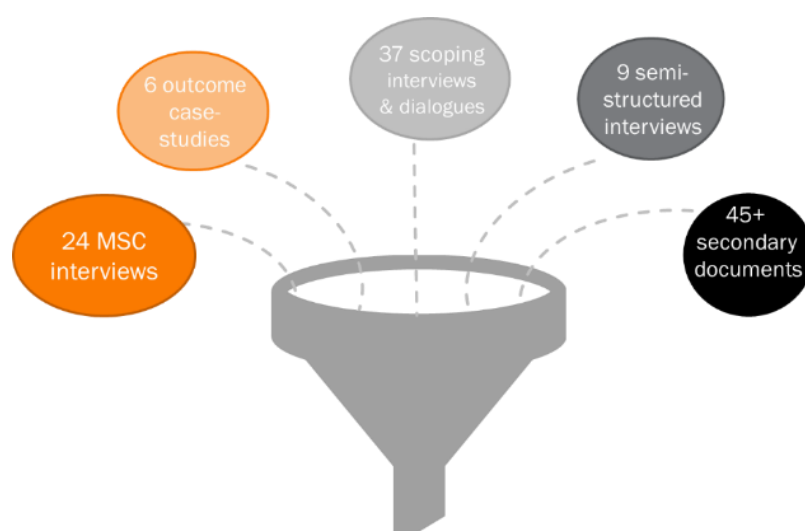 37 scoping
interviews
& dialogues
6 outcome
case-
studies
9 semi-
structured
interviews
24 MSC
interviews
45+
secondary
documents